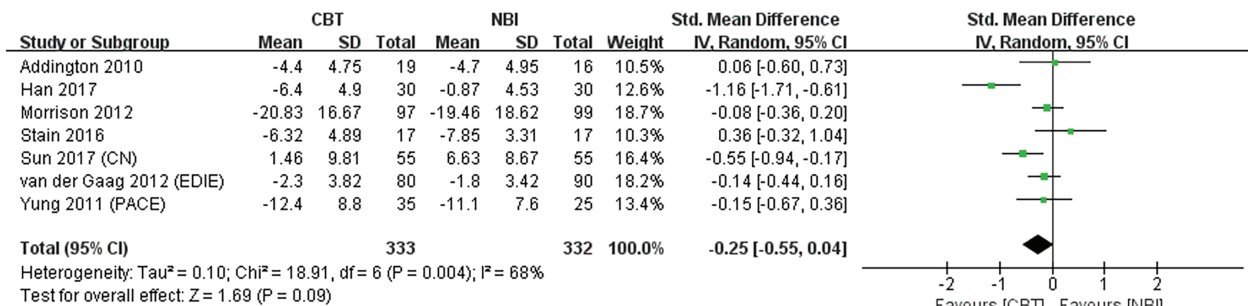 CBT NBI Std. Mean Difference Std. Mean Difference
Study or Subgroup Mean SD Total Mean SD Total Weight IV, Random, 95% CI IV, Random, 95% CI
Addington 2010 -4.4 4.75 19 -4.7 4.95 16 10.5% 0.06 [-0.60, 0.73]
Han 2017 -6.4 4.9 30 -0.87 4.53 30 12.6% -1.16 [-1.71, -0.61]
Morrison 2012 -20.83 16.67 97 -19.46 18.62 99 18.7% -0.08 [-0.36, 0.20]
Stain 2016 -6.32 4.89 17 -7.85 3.31 17 10.3% 0.36 [-0.32, 1.04]
Sun 2017 (CN) 1.46 9.81 55 6.63 8.67 55 16.4% -0.55 [-0.94, -0.17]
van der Gaag 2012 (EDIE) -2.3 3.82 80 -1.8 3.42 90 18.2% -0.14 [-0.44, 0.16]
Yung 2011 (PACE) -12.4 8.8 35 -11.1 7.6 25 13.4% -0.15 [-0.67, 0.36]
Total (95% CI) 333 332 100.0% -0.25 [-0.55, 0.04]
Heterogeneity: Tau² = 0.10; Chi² = 18.91, df = 6 (P = 0.004); I² = 68%
Test for overall effect: Z = 1.69 (P = 0.09)
-2 -1 0 1 2
Favours [CBT] Favours [NBI]